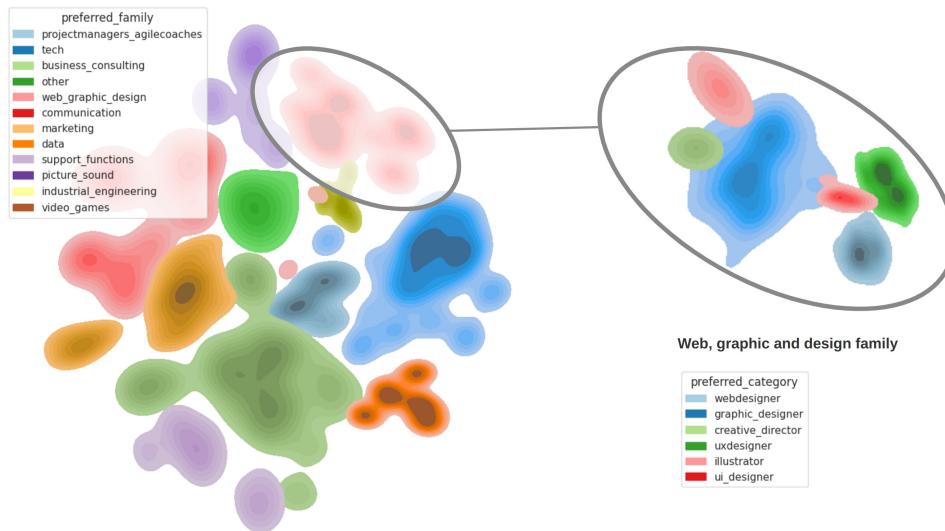 preferred_family
projectmanagers_agilecoaches
tech
business_consulting
other
web_graphic_design
communication
marketing
data
support_functions
picture_sound
industrial_engineering
video_games
Web, graphic and design family
preferred_category
webdesigner
graphic_designer
creative_director
uxdesigner
illustrator
ui_designer